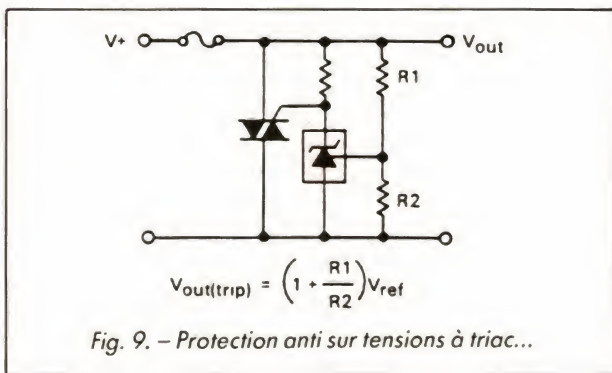 V+
V_out
R1
R2
V_out(trip) = (1 + R1/R2) V_ref
Fig. 9. – Protection anti sur tensions à triac...